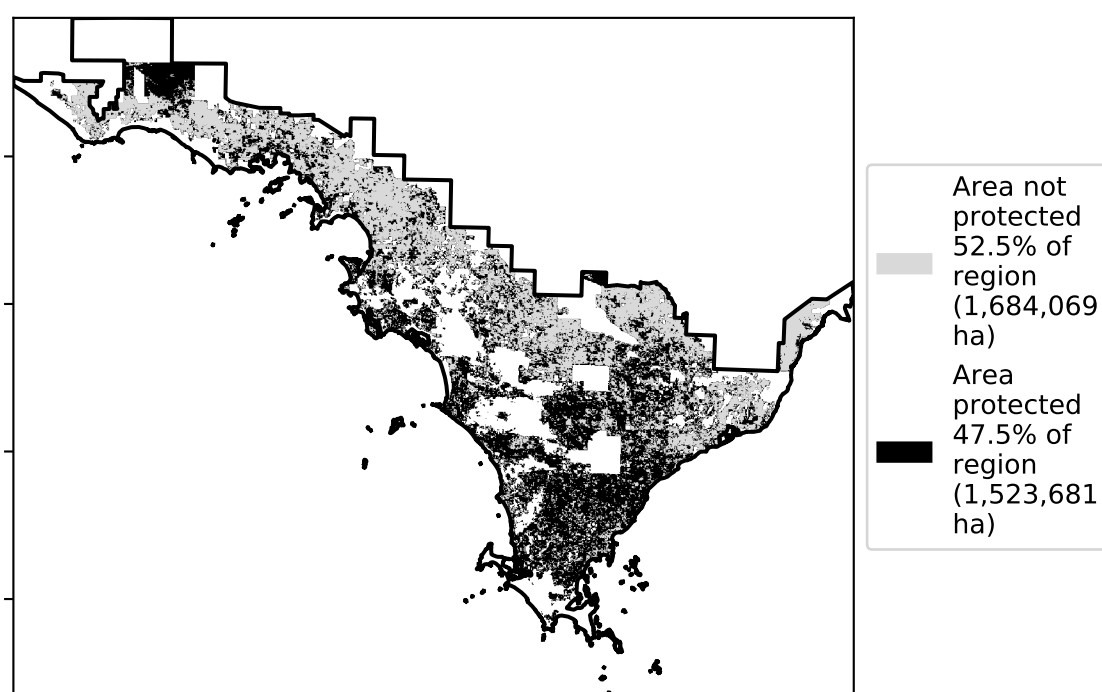 Area not
protected
52.5% of
region
(1,684,069
ha)
Area
protected
47.5% of
region
(1,523,681
ha)